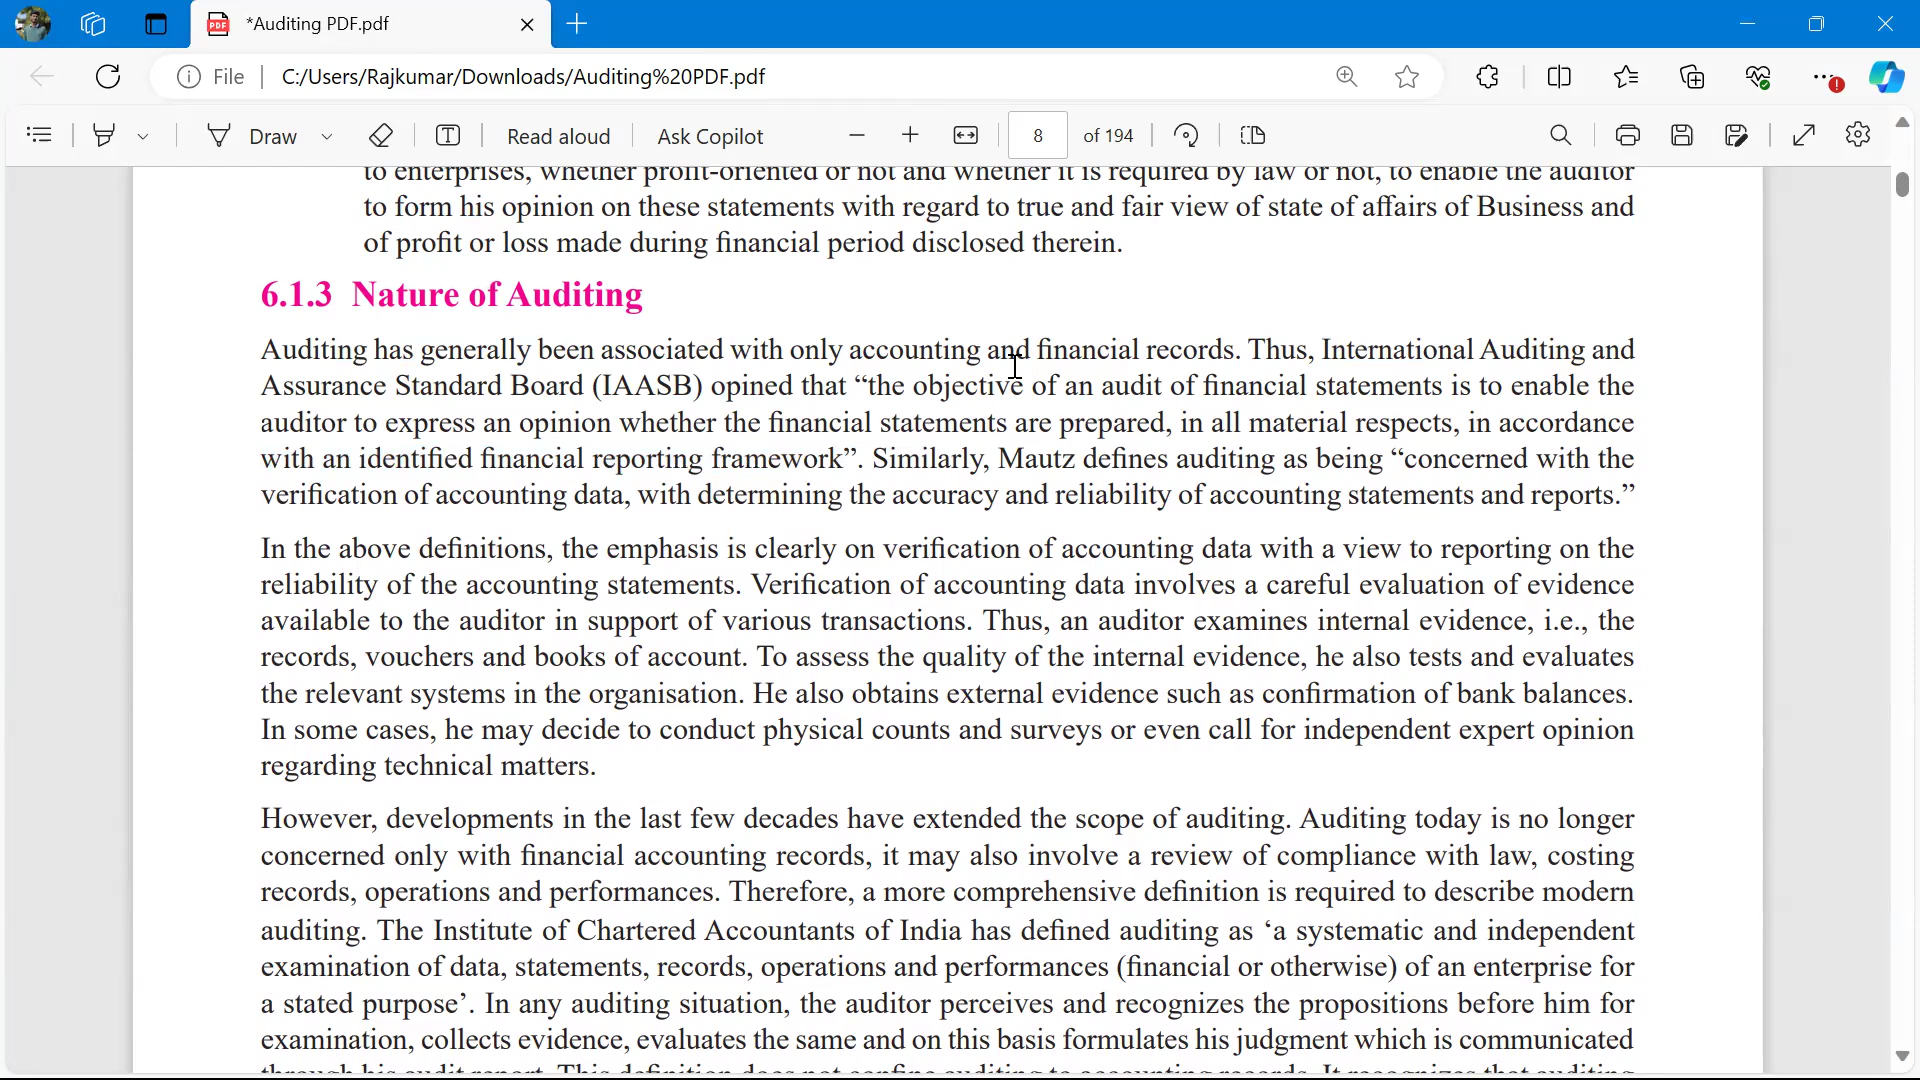 *Auditing PDF.pdf
File
C:/Users/Rajkumar/Downloads/Auditing%20PDF.pdf
Draw
Read aloud
Ask Copilot
8
of 194
to enterprises, whether profit-oriented or not and whether it is required by law or not, to enable the auditor
to form his opinion on these statements with regard to true and fair view of state of affairs of Business and
of profit or loss made during financial period disclosed therein.
6.1.3 Nature of Auditing
Auditing has generally been associated with only accounting and financial records. Thus, International Auditing and
Assurance Standard Board (IAASB) opined that “the objective of an audit of financial statements is to enable the
auditor to express an opinion whether the financial statements are prepared, in all material respects, in accordance
with an identified financial reporting framework”. Similarly, Mautz defines auditing as being “concerned with the
verification of accounting data, with determining the accuracy and reliability of accounting statements and reports.”
In the above definitions, the emphasis is clearly on verification of accounting data with a view to reporting on the
reliability of the accounting statements. Verification of accounting data involves a careful evaluation of evidence
available to the auditor in support of various transactions. Thus, an auditor examines internal evidence, i.e., the
records, vouchers and books of account. To assess the quality of the internal evidence, he also tests and evaluates
the relevant systems in the organisation. He also obtains external evidence such as confirmation of bank balances.
In some cases, he may decide to conduct physical counts and surveys or even call for independent expert opinion
regarding technical matters.
However, developments in the last few decades have extended the scope of auditing. Auditing today is no longer
concerned only with financial accounting records, it may also involve a review of compliance with law, costing
records, operations and performances. Therefore, a more comprehensive definition is required to describe modern
auditing. The Institute of Chartered Accountants of India has defined auditing as ‘a systematic and independent
examination of data, statements, records, operations and performances (financial or otherwise) of an enterprise for
a stated purpose’. In any auditing situation, the auditor perceives and recognizes the propositions before him for
examination, collects evidence, evaluates the same and on this basis formulates his judgment which is communicated
through his audit report. This definition does not confine auditing to accounting records. It recognizes that auditing